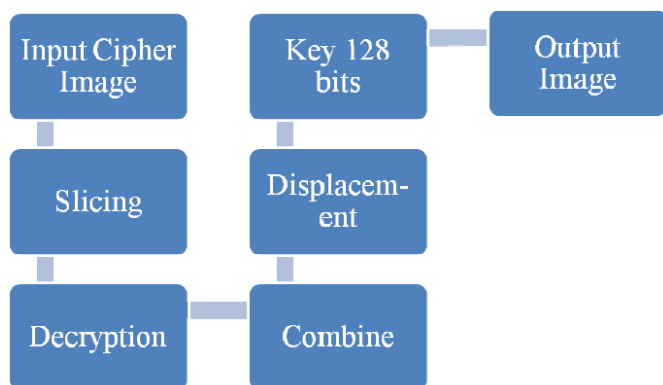 Input Cipher
Image
Slicing
Decryption
Combine
Displacem-
ent
Key 128
bits
Output
Image